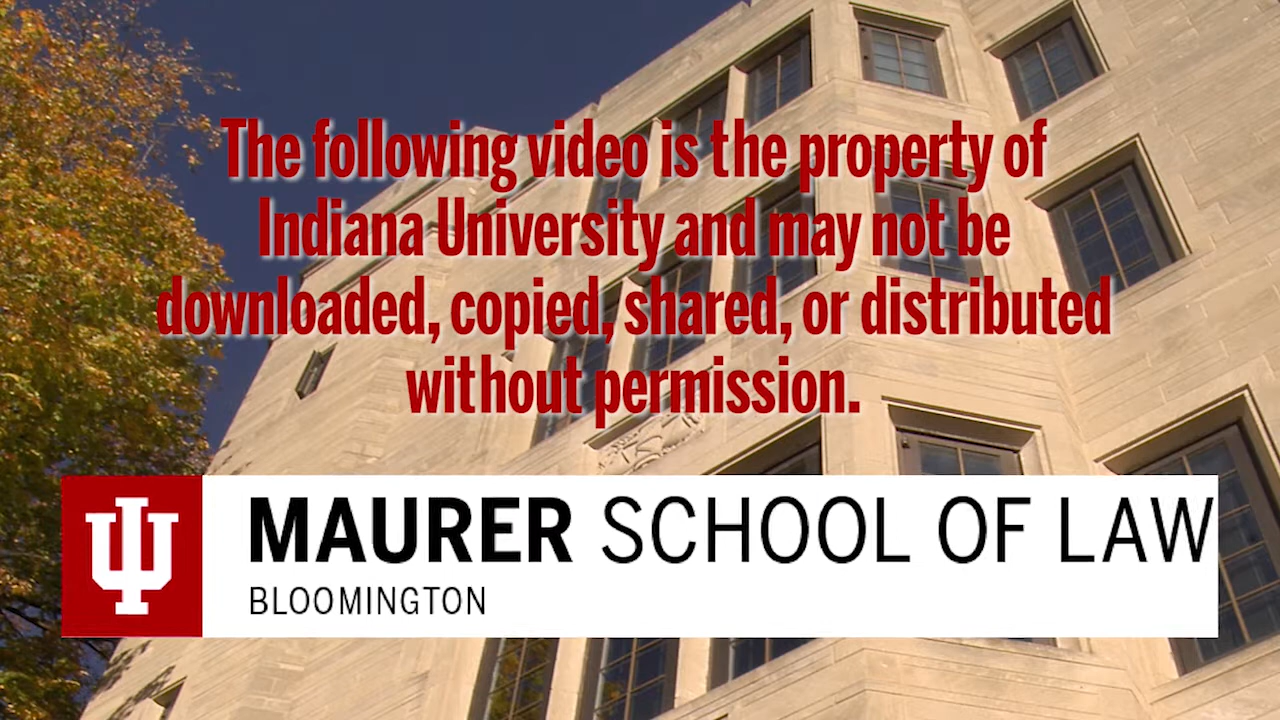 The following video is the property of
Indiana University and may not be
downloaded, copied, shared, or distributed
without permission.
MAURER SCHOOL OF LAW
BLOOMINGTON